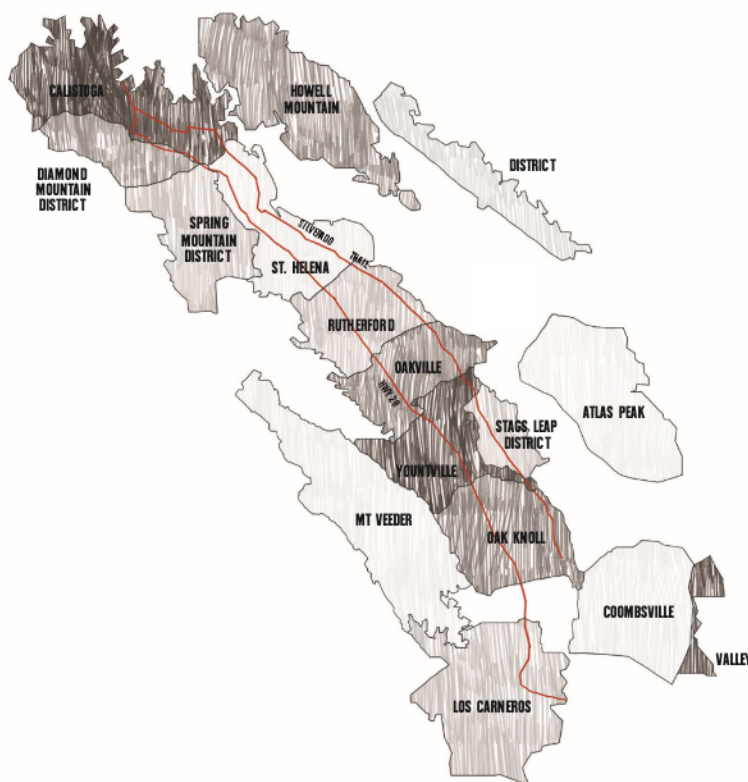 CALISTOGA
HOWELL
MOUNTAIN
DISTRICT
DIAMOND
MOUNTAIN
DISTRICT
SPRING
MOUNTAIN
DISTRICT
SILVERADO
TRAIL
ST. HELENA
RUTHERFORD
OAKVILLE
HWY 29
STAGS LEAP
DISTRICT
ATLAS PEAK
YOUNTVILLE
MT VEEDER
OAK KNOLL
COOMBSVILLE
VALLEY
LOS CARNEROS